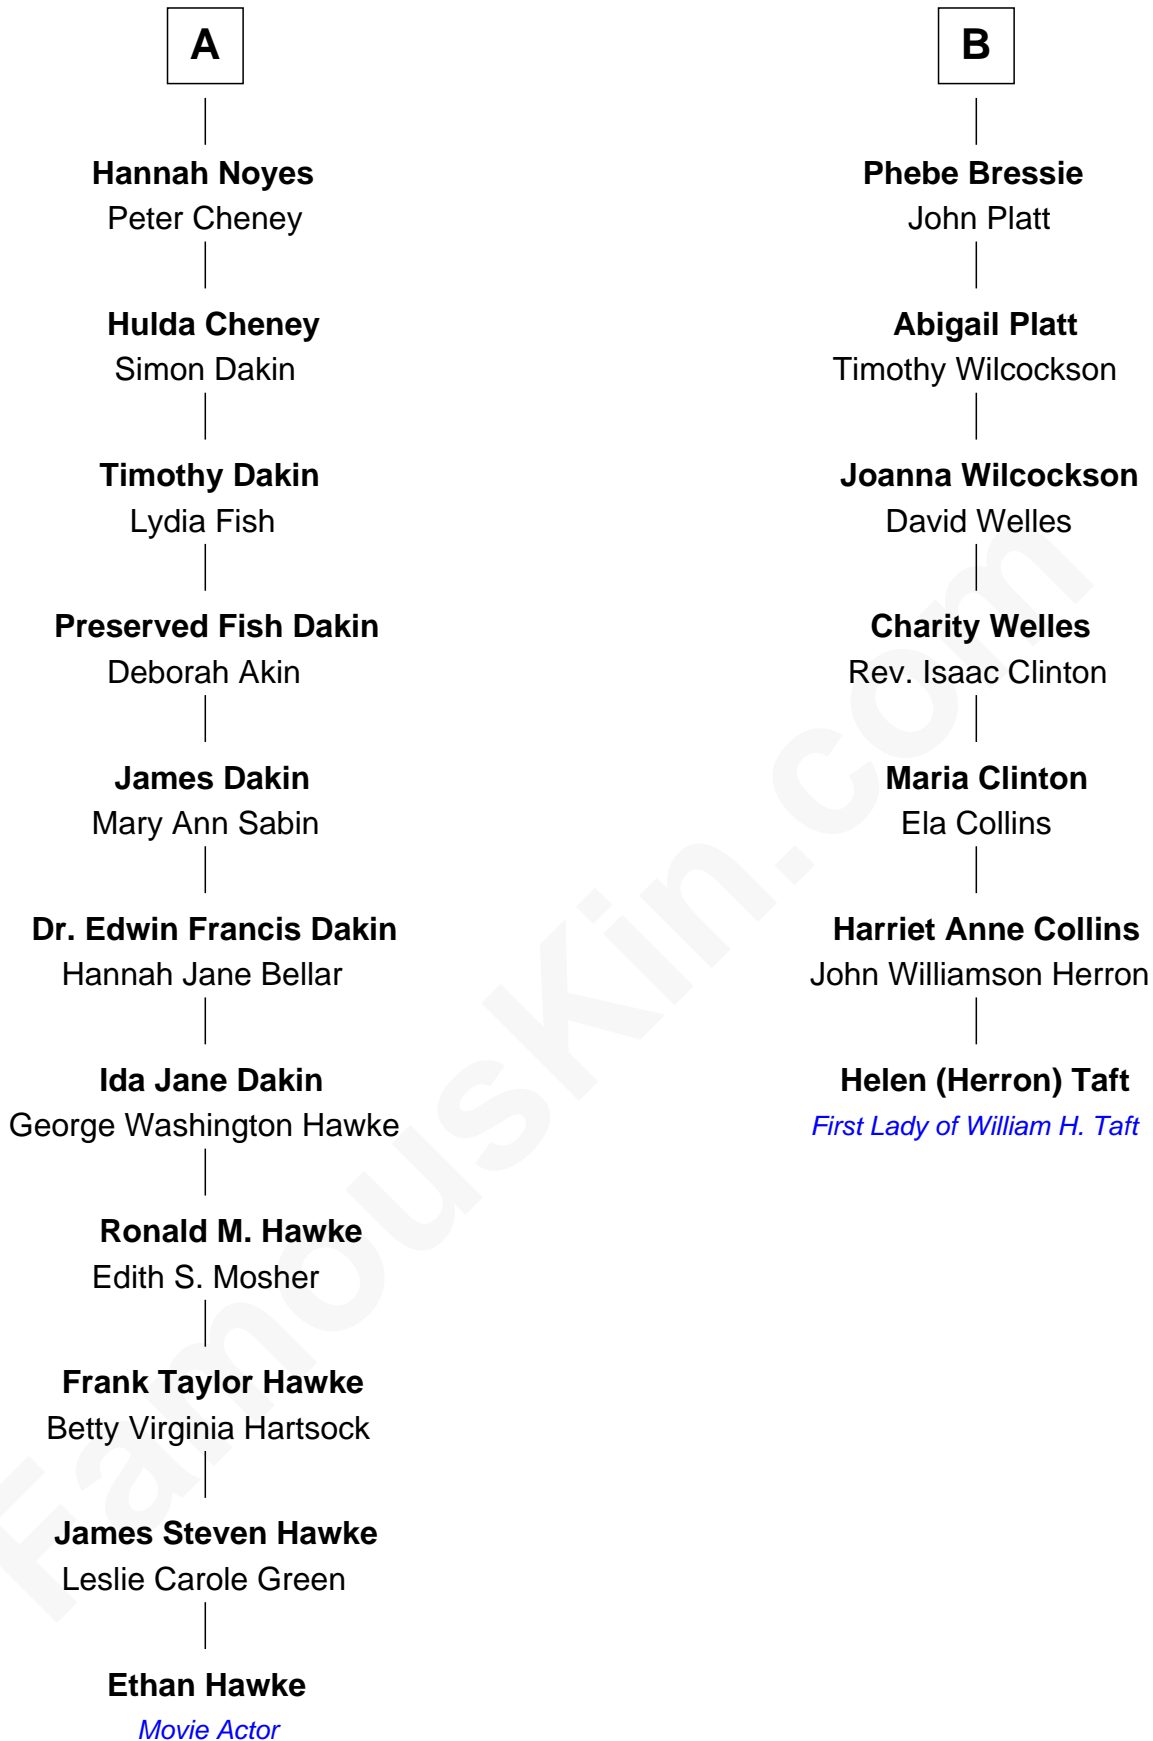 A
Hannah Noyes
Peter Cheney
Hulda Cheney
Simon Dakin
Timothy Dakin
Lydia Fish
Preserved Fish Dakin
Deborah Akin
James Dakin
Mary Ann Sabin
Dr. Edwin Francis Dakin
Hannah Jane Bellar
Ida Jane Dakin
George Washington Hawke
Ronald M. Hawke
Edith S. Mosher
Frank Taylor Hawke
Betty Virginia Hartsock
James Steven Hawke
Leslie Carole Green
Ethan Hawke
Movie Actor
B
Phebe Bressie
John Platt
Abigail Platt
Timothy Wilcockson
Joanna Wilcockson
David Welles
Charity Welles
Rev. Isaac Clinton
Maria Clinton
Ela Collins
Harriet Anne Collins
John Williamson Herron
Helen (Herron) Taft
First Lady of William H. Taft
FamousKin.com